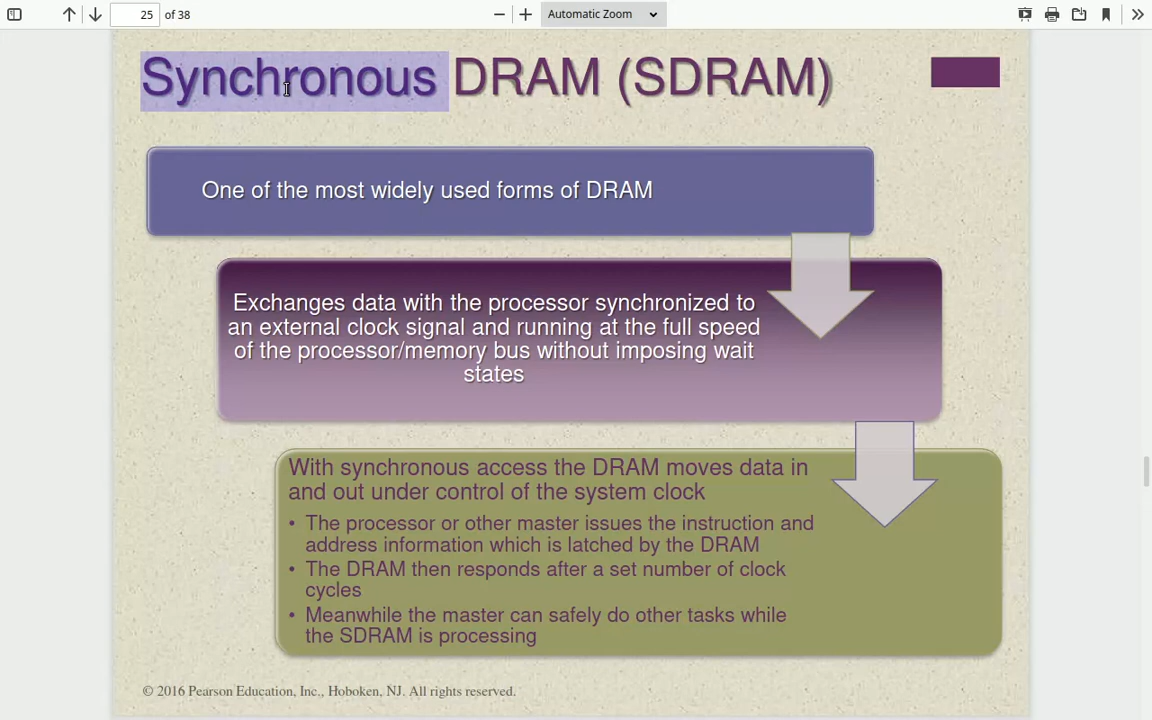 25 of 38
Automatic Zoom
Synchronous DRAM (SDRAM)
One of the most widely used forms of DRAM
Exchanges data with the processor synchronized to
an external clock signal and running at the full speed
of the processor/memory bus without imposing wait
states
With synchronous access the DRAM moves data in
and out under control of the system clock
• The processor or other master issues the instruction and
address information which is latched by the DRAM
• The DRAM then responds after a set number of clock
cycles
• Meanwhile the master can safely do other tasks while
the SDRAM is processing
© 2016 Pearson Education, Inc., Hoboken, NJ. All rights reserved.